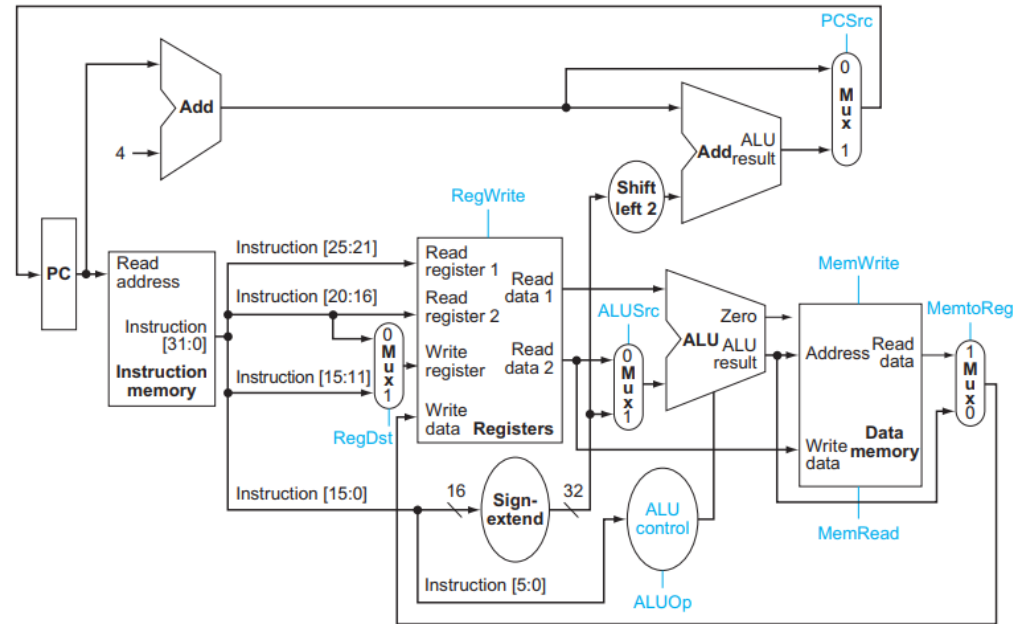 PCSrc
0
M
u
x
1
Add
ALU
Add result
4
Shift
left 2
RegWrite
PC
Read
address
Instruction
[31:0]
Instruction
memory
Instruction [25:21]
Instruction [20:16]
Instruction [15:11]
Instruction [15:0]
0
M
u
x
1
RegDst
Read
register 1
Read
register 2
Write
register
Write
data
Registers
Read
data 1
Read
data 2
ALUSrc
0
M
u
x
1
Zero
ALU ALU
result
MemWrite
Address
Read
data
Write
data
Data
memory
MemRead
MemtoReg
1
M
u
x
0
16
Sign-
extend
32
ALU
control
ALUOp
Instruction [5:0]